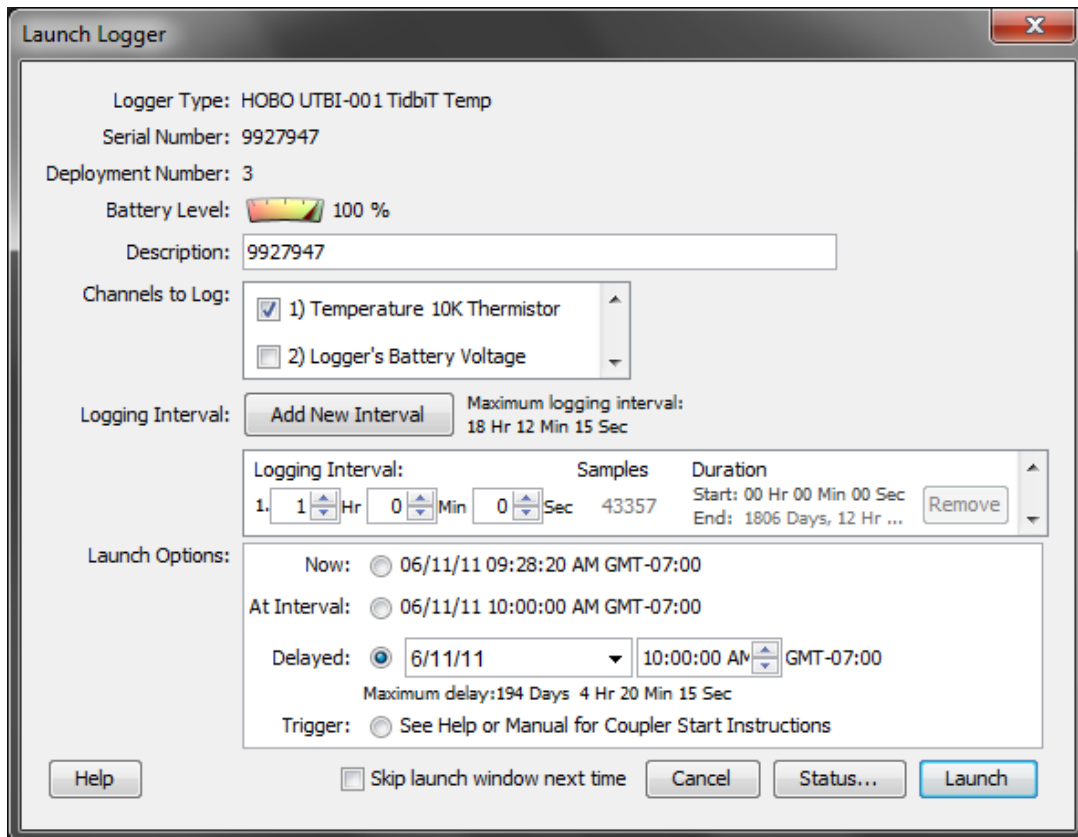 Launch Logger
Logger Type: HOBO UTBI-001 TidbiT Temp
Serial Number: 9927947
Deployment Number: 3
Battery Level: 100 %
Description: 9927947
Channels to Log:
1) Temperature 10K Thermistor
2) Logger's Battery Voltage
Logging Interval: Add New Interval
Maximum logging interval:
18 Hr 12 Min 15 Sec
Logging Interval: Samples Duration
1. 1 Hr 0 Min 0 Sec 43357
Start: 00 Hr 00 Min 00 Sec
End: 1806 Days, 12 Hr ...
Remove
Launch Options:
Now: 06/11/11 09:28:20 AM GMT-07:00
At Interval: 06/11/11 10:00:00 AM GMT-07:00
Delayed: 6/11/11 10:00:00 AM GMT-07:00
Maximum delay:194 Days 4 Hr 20 Min 15 Sec
Trigger: See Help or Manual for Coupler Start Instructions
Help Skip launch window next time Cancel Status... Launch